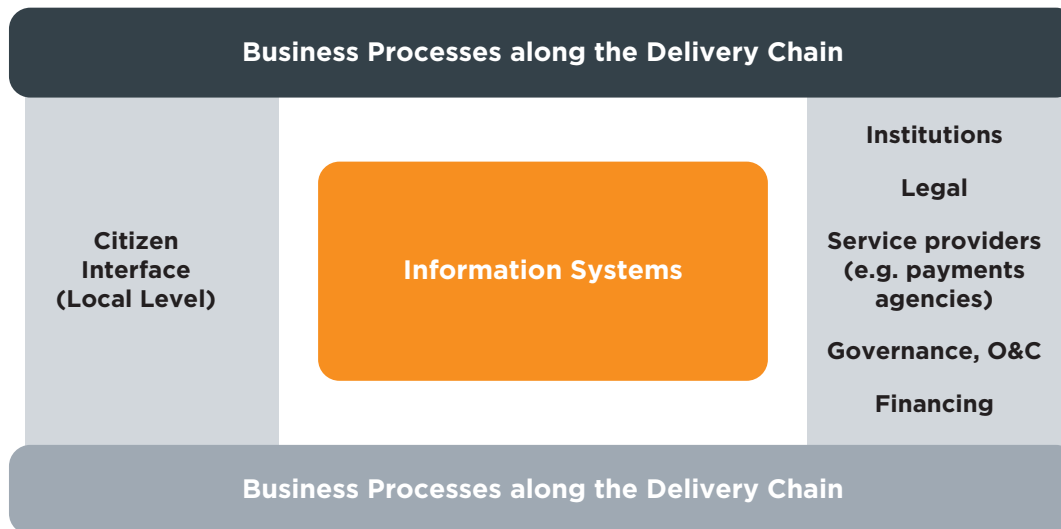 Business Processes along the Delivery Chain
Citizen
Interface
(Local Level)
Information Systems
Institutions
Legal
Service providers
(e.g. payments
agencies)
Governance, O&C
Financing
Business Processes along the Delivery Chain